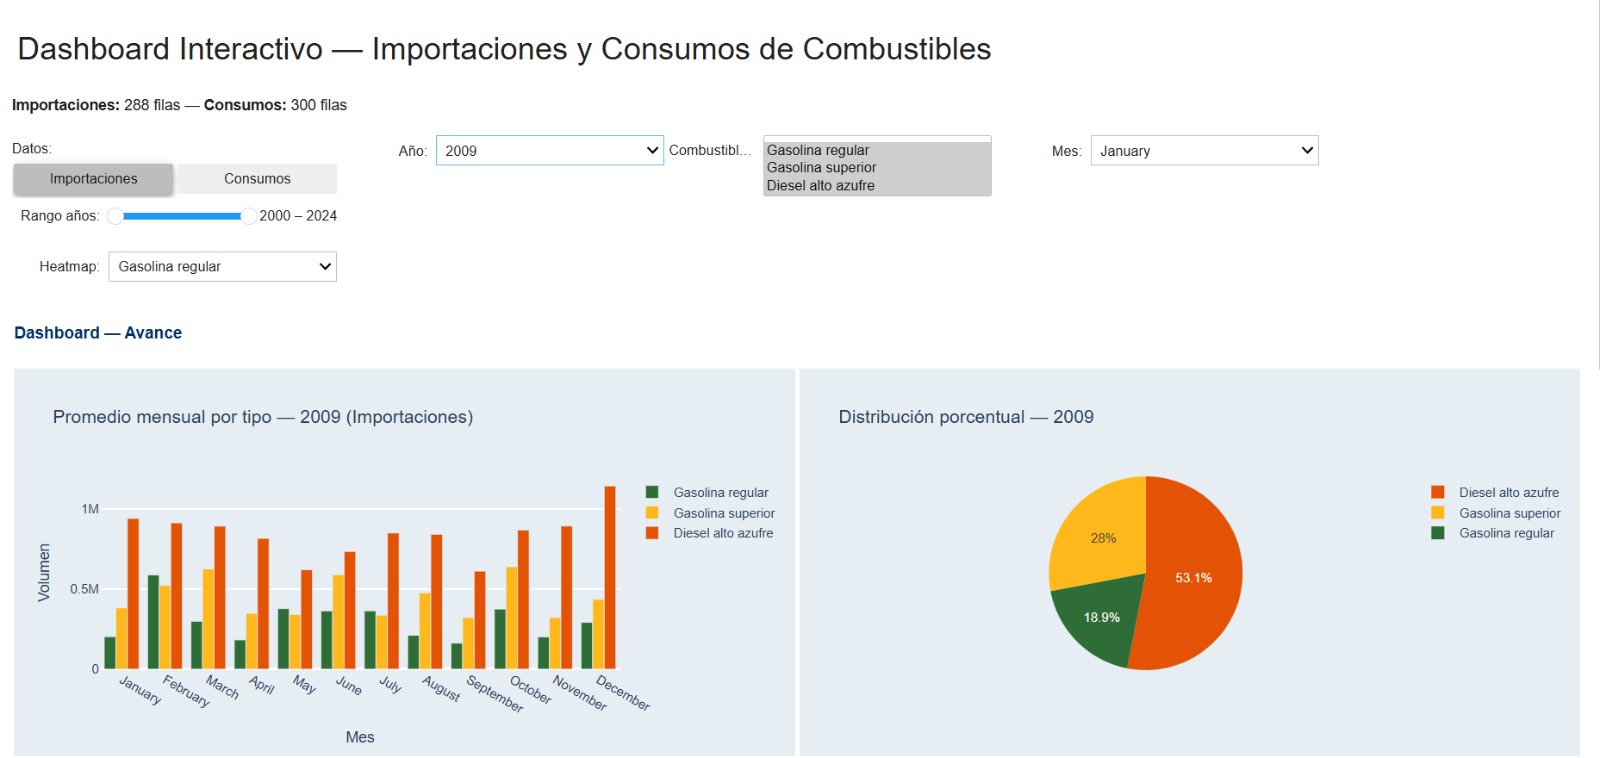 Dashboard Interactivo — Importaciones y Consumos de Combustibles
Importaciones: 288 filas — Consumos: 300 filas
Datos:
Importaciones Consumos
Rango años: 2000 – 2024
Heatmap: Gasolina regular
Año: 2009
Combustibl...
Gasolina regular
Gasolina superior
Diesel alto azufre
Mes: January
Dashboard — Avance
Promedio mensual por tipo — 2009 (Importaciones)
1M
0.5M
0
Volumen
January
February
March
April
May
June
July
August
September
October
November
December
Mes
Gasolina regular
Gasolina superior
Diesel alto azufre
Distribución porcentual — 2009
28%
53.1%
18.9%
Diesel alto azufre
Gasolina superior
Gasolina regular